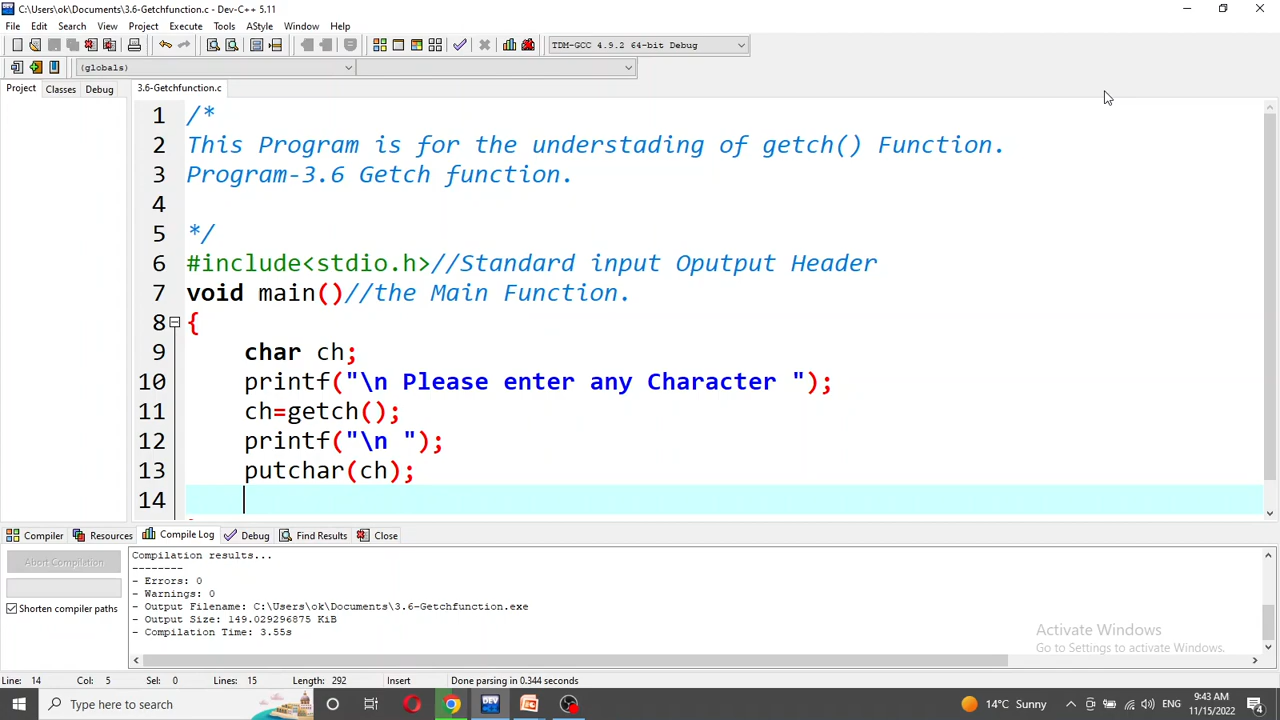 C:\Users\ok\Documents\3.6-Getchfunction.c - Dev-C++ 5.11
File Edit Search View Project Execute Tools AStyle Window Help
TDM-GCC 4.9.2 64-bit Debug
(globals)
Project Classes Debug 3.6-Getchfunction.c
1 /*
2 This Program is for the understading of getch() Function.
3 Program-3.6 Getch function.
4
5 */
6 #include<stdio.h>//Standard input Oputput Header
7 void main()//the Main Function.
8 {
9 char ch;
10 printf("\n Please enter any Character ");
11 ch=getch();
12 printf("\n ");
13 putchar(ch);
14
Compiler Resources Compile Log Debug Find Results Close
Abort Compilation
Shorten compiler paths
Compilation results...
--------
- Errors: 0
- Warnings: 0
- Output Filename: C:\Users\ok\Documents\3.6-Getchfunction.exe
- Output Size: 149.029296875 KiB
- Compilation Time: 3.55s
Activate Windows
Go to Settings to activate Windows.
Line: 14 Col: 5 Sel: 0 Lines: 15 Length: 292 Insert Done parsing in 0.344 seconds
Type here to search DEV 14°C Sunny ENG 9:43 AM
11/15/2022 4